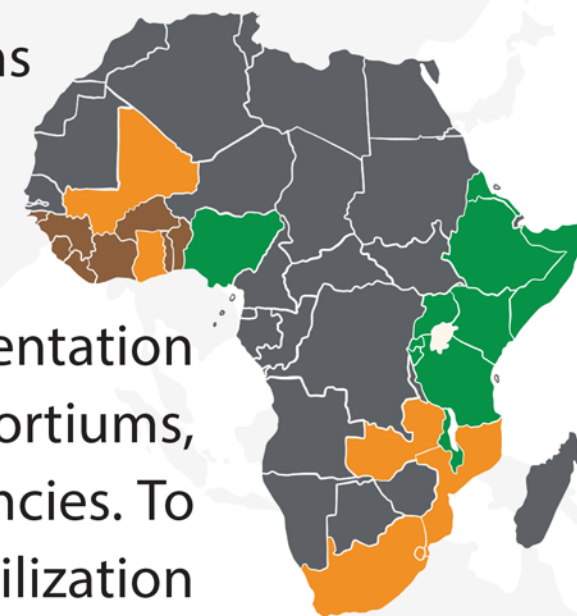 ns
entation
ortiums,
ncies. To
ilization